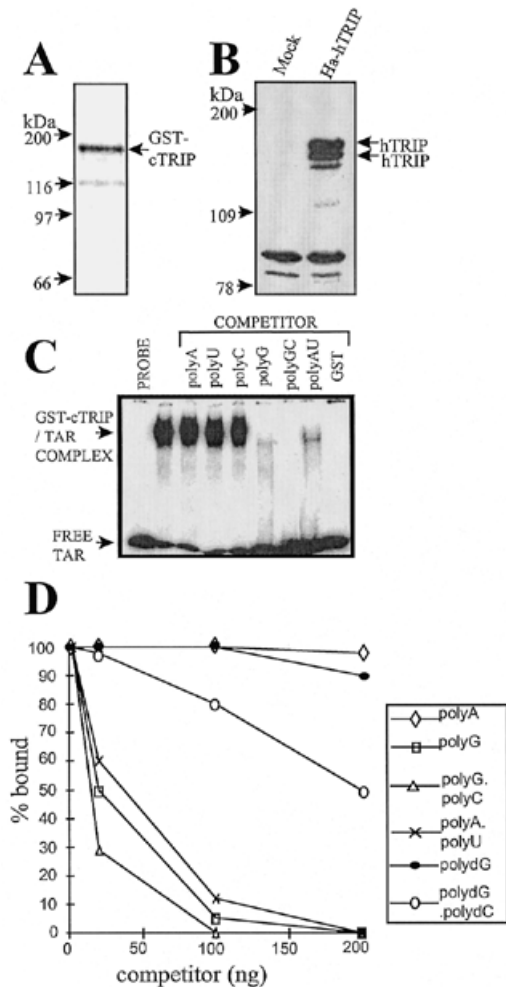 A
kDa
200
GST-
cTRIP
116
97
66
B
Mock
Ha-hTRIP
kDa
200
hTRIP
hTRIP
109
78
C
COMPETITOR
PROBE
polyA
polyU
polyC
polyG
polyGC
polyAU
GST
GST-cTRIP
/ TAR
COMPLEX
FREE
TAR
D
% bound
100
90
80
70
60
50
40
30
20
10
0
0
50
100
150
200
competitor (ng)
polyA
polyG
polyG.
polyC
polyA.
polyU
polydG
polydG
.polydC